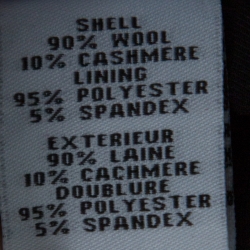 SHELL
90% WOOL
10% CASHMERE
LINING
95% POLYESTER
5% SPANDEX
EXTERIEUR
90% LAINE
10% CACHMERE
DOUBLURE
95% POLYESTER
5% SPANDEX